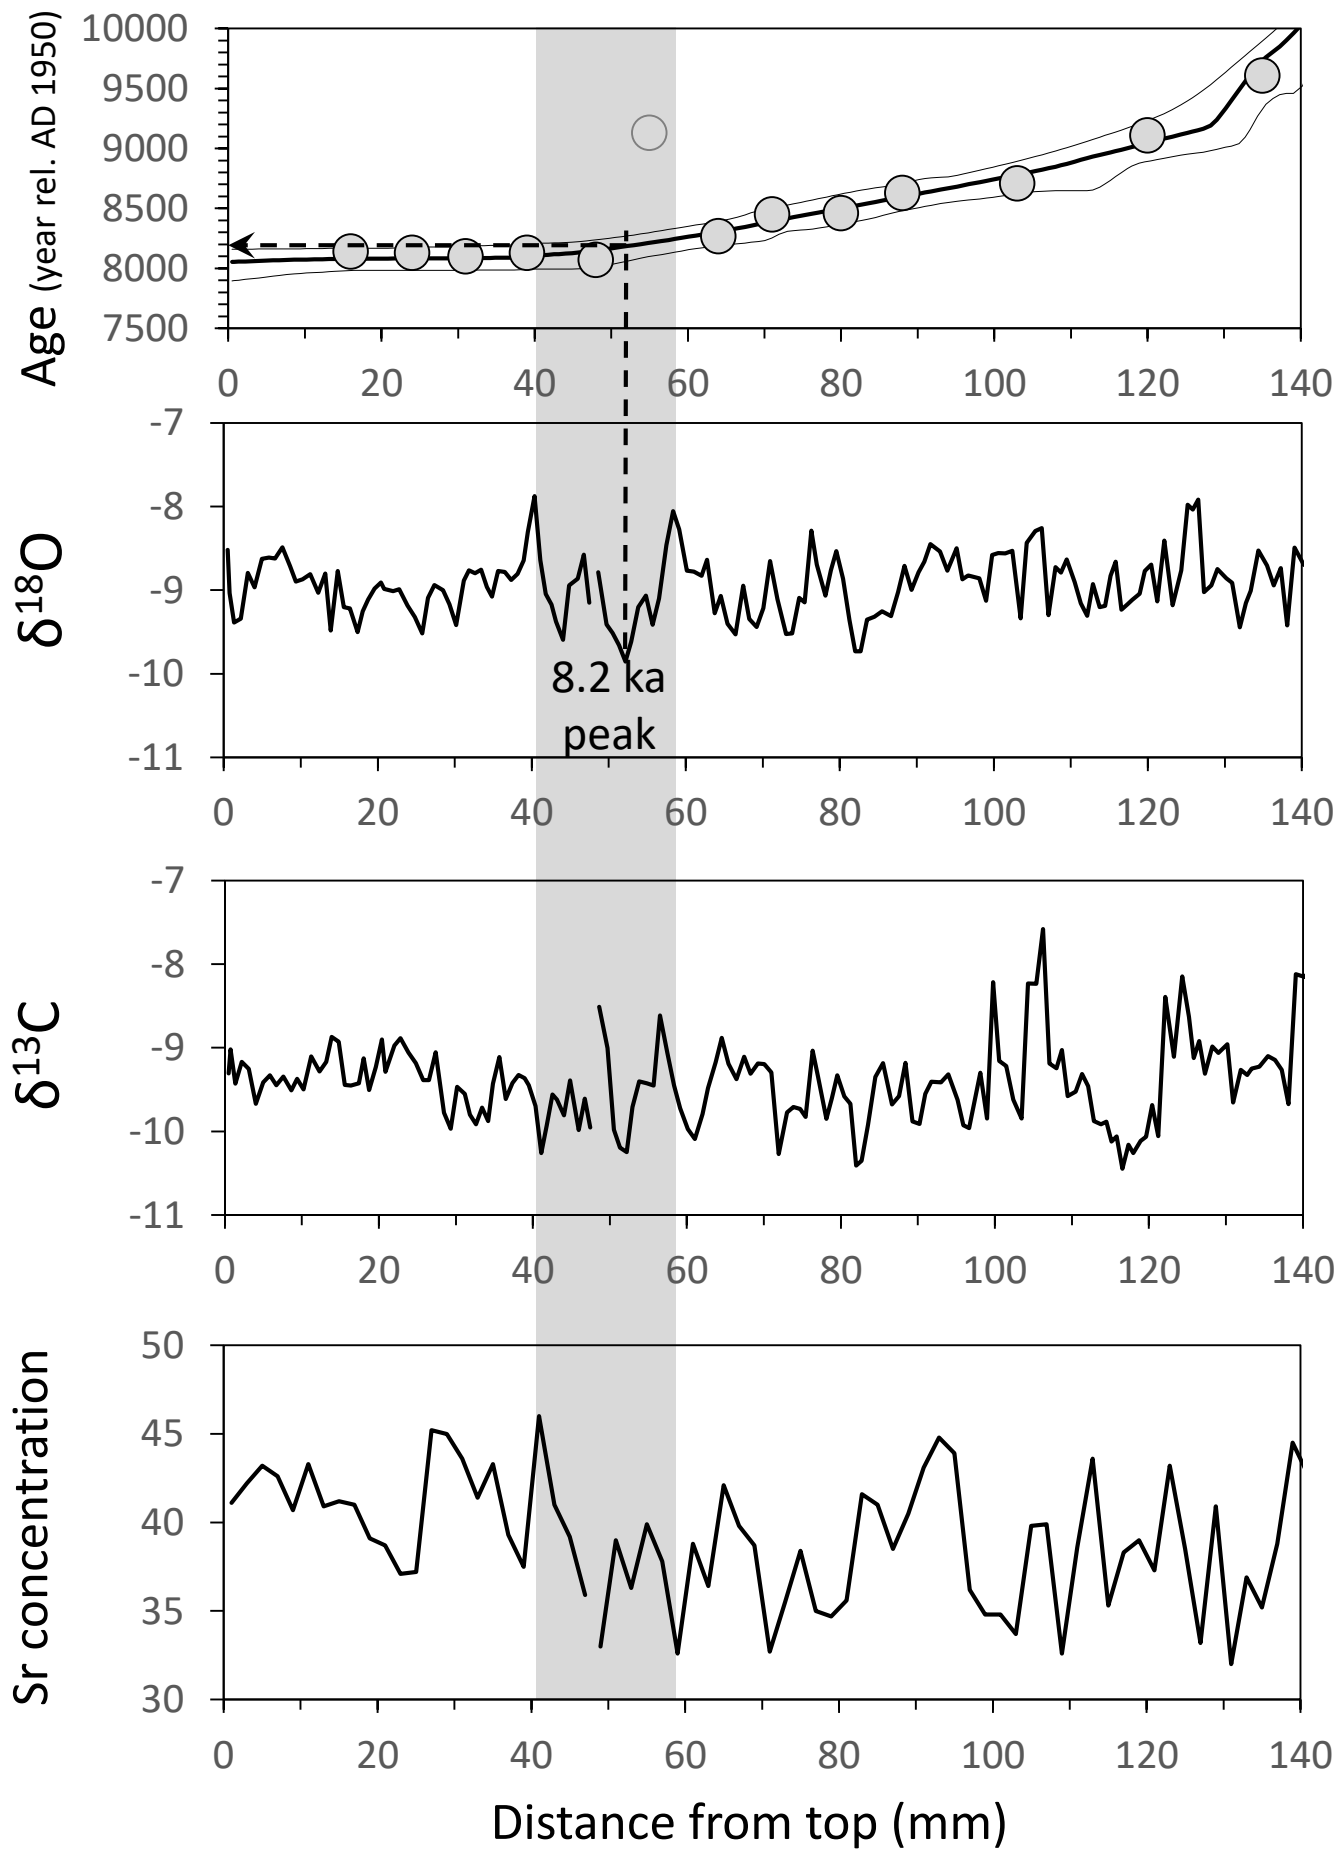 Age (year rel. AD 1950)
10000
9500
9000
8500
8000
7500
0 20 40 60 80 100 120 140
δ18O
-7
-8
-9
-10
-11
8.2 ka
peak
0 20 40 60 80 100 120 140
δ13C
-7
-8
-9
-10
-11
0 20 40 60 80 100 120 140
Sr concentration
50
45
40
35
30
0 20 40 60 80 100 120 140
Distance from top (mm)